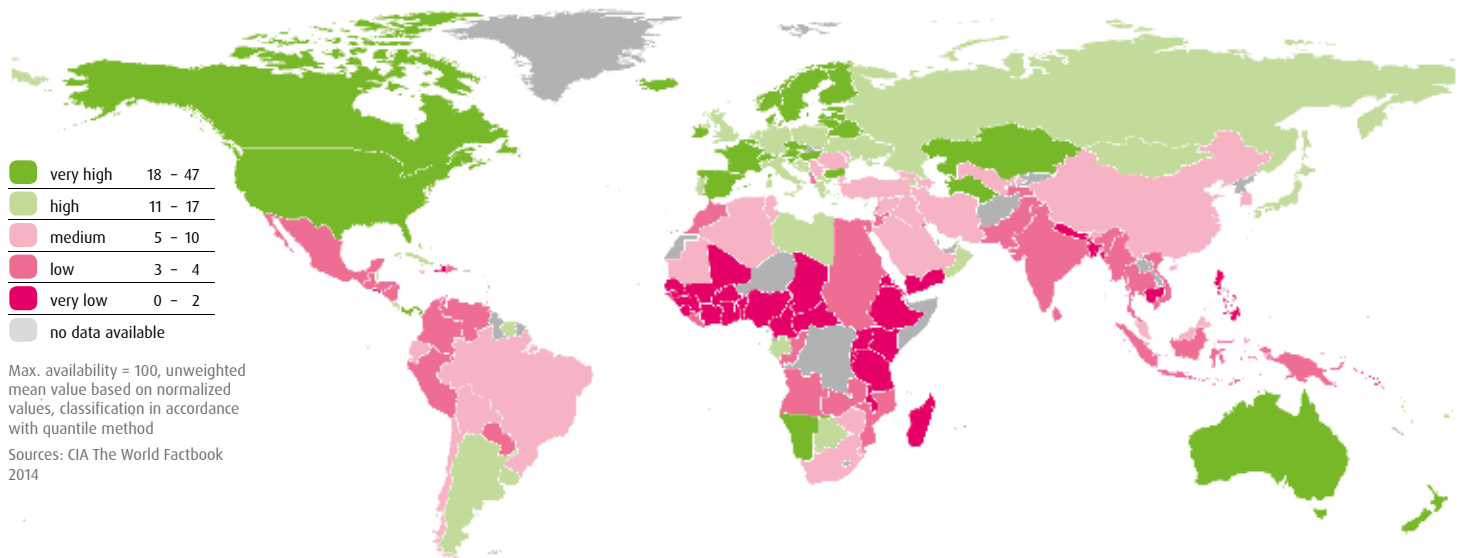 very high 18 – 47
high 11 – 17
medium 5 – 10
low 3 – 4
very low 0 – 2
no data available
Max. availability = 100, unweighted
mean value based on normalized
values, classification in accordance
with quantile method
Sources: CIA The World Factbook
2014